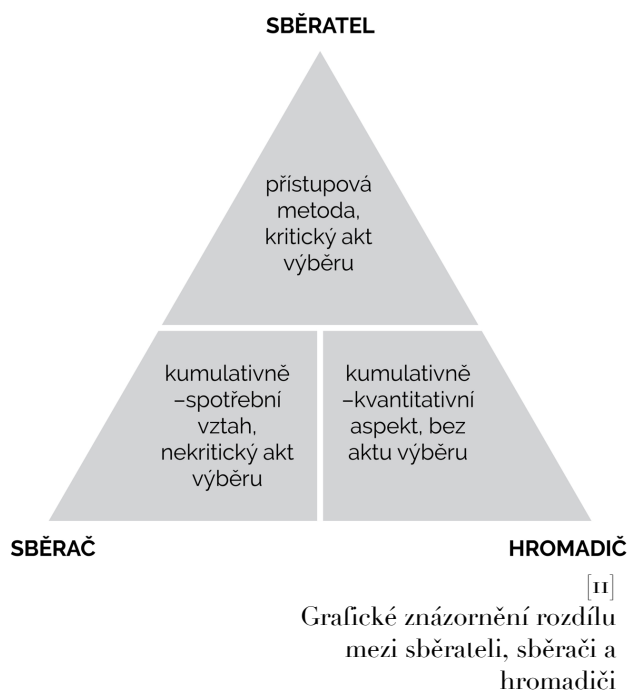 SBĚRATEL
přístupová
metoda,
kritický akt
výběru
kumulativně
–spotřební
vztah,
nekritický akt
výběru
kumulativně
–kvantitativní
aspekt, bez
aktu výběru
SBĚRAČ
HROMADIČ
[11]
Grafické znázornění rozdílu
mezi sběrateli, sběrači a
hromadiči